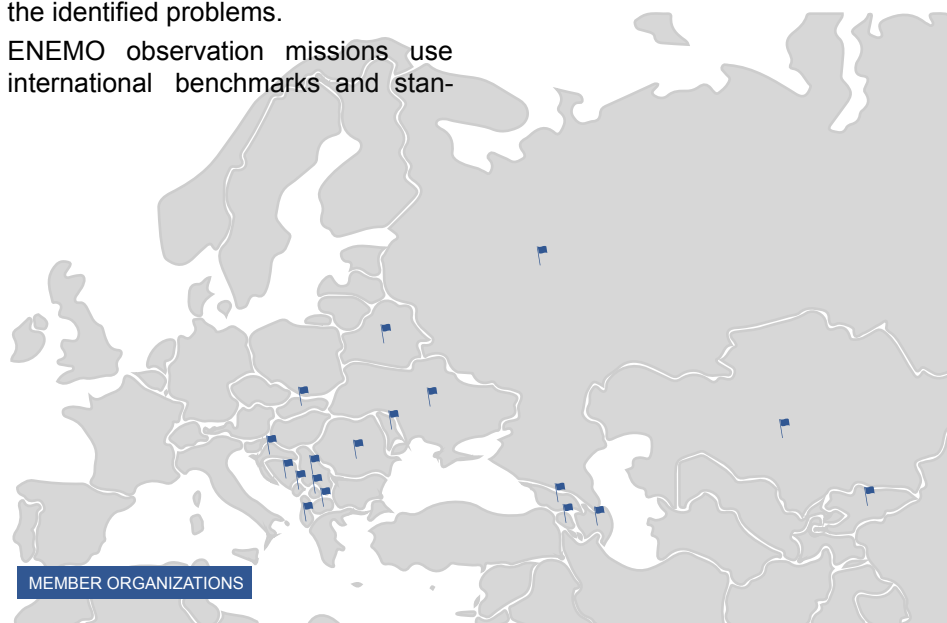 the identified problems.
ENEMO observation missions use
international benchmarks and stan-
MEMBER ORGANIZATIONS